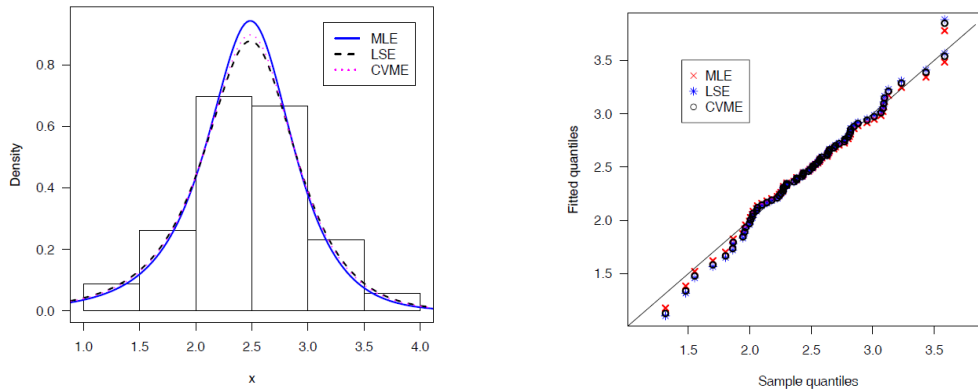 MLE
LSE
CVME
Density
0.8
0.6
0.4
0.2
0.0
1.0 1.5 2.0 2.5 3.0 3.5 4.0
x
MLE
LSE
CVME
Fitted quantiles
3.5
3.0
2.5
2.0
1.5
1.5 2.0 2.5 3.0 3.5
Sample quantiles